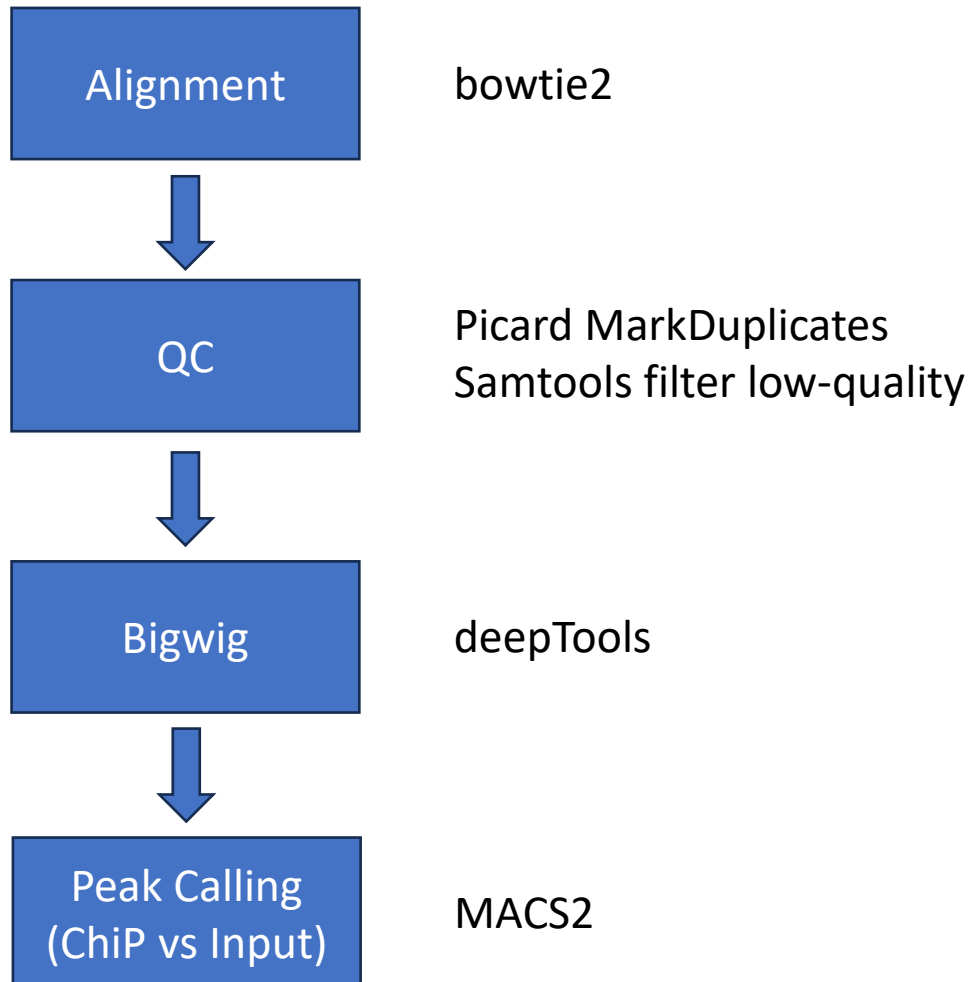 Alignment
bowtie2
QC
Picard MarkDuplicates
Samtools filter low-quality
Bigwig
deepTools
Peak Calling
(ChiP vs Input)
MACS2